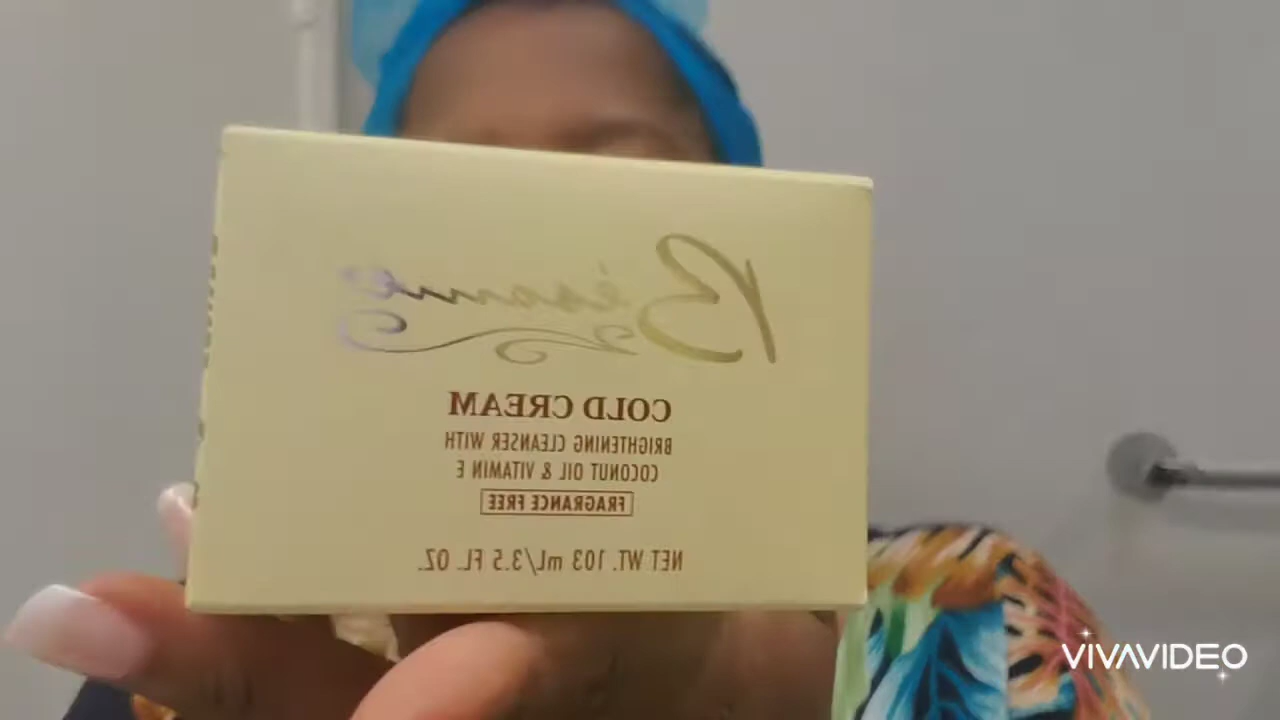 Bésame
COLD CREAM
BRIGHTENING CLEANSER WITH
COCONUT OIL & VITAMIN E
FRAGRANCE FREE
NET WT. 103 mL/3.5 FL. OZ.
VIVAVIDEO